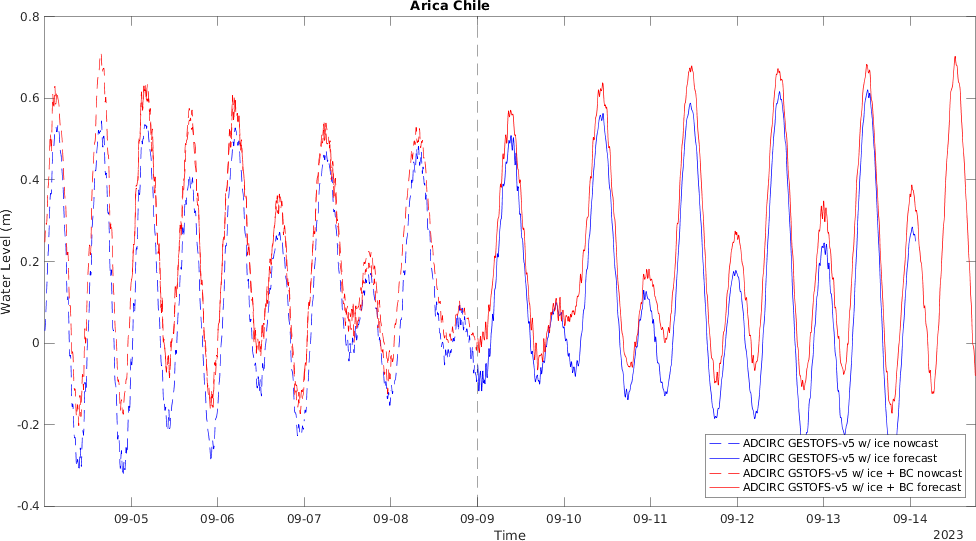 Arica Chile
0.8
0.6
0.4
0.2
0
-0.2
-0.4
Water Level (m)
09-05 09-06 09-07 09-08 09-09 09-10 09-11 09-12 09-13 09-14
Time
2023
ADCIRC GESTOFS-v5 w/ ice nowcast
ADCIRC GESTOFS-v5 w/ ice forecast
ADCIRC GSTOFS-v5 w/ ice + BC nowcast
ADCIRC GSTOFS-v5 w/ ice + BC forecast